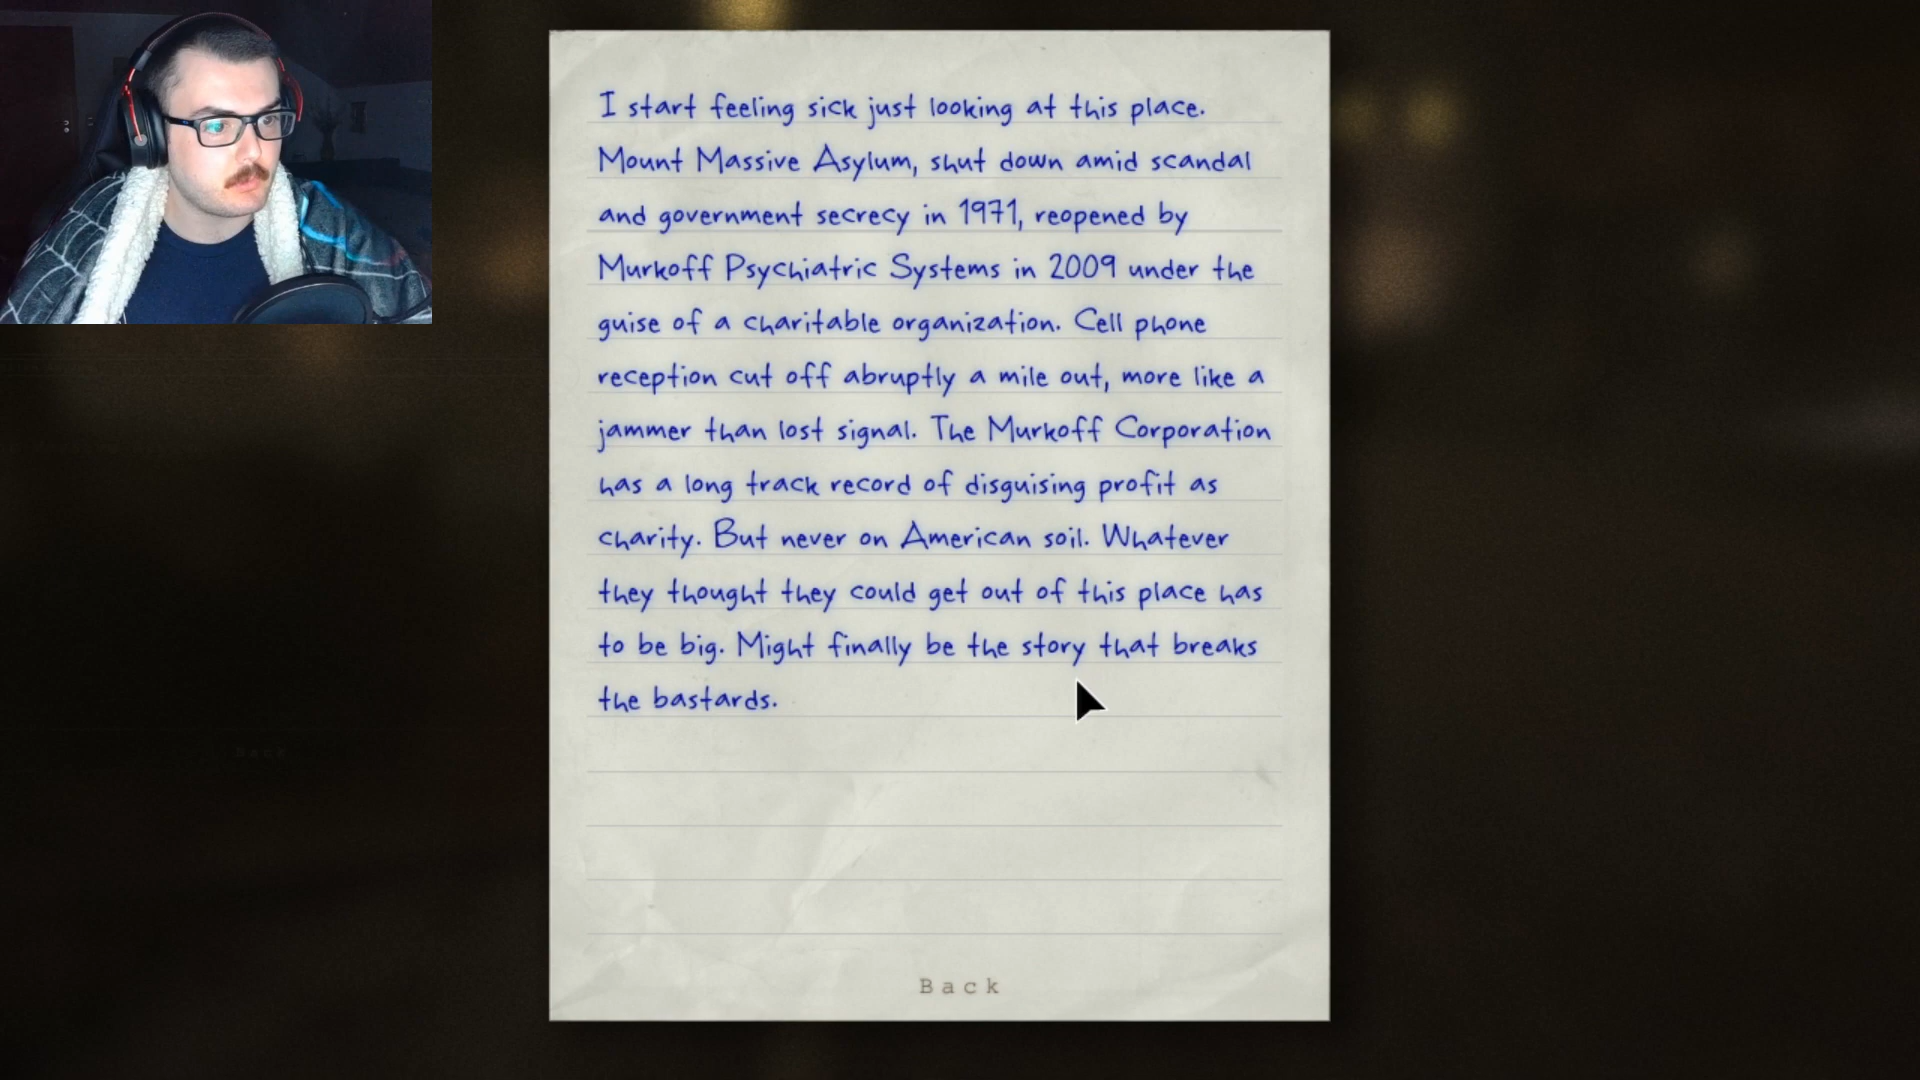 I start feeling sick just looking at this place.
Mount Massive Asylum, shut down amid scandal
and government secrecy in 1971, reopened by
Murkoff Psychiatric Systems in 2009 under the
guise of a charitable organization. Cell phone
reception cut off abruptly a mile out, more like a
jammer than lost signal. The Murkoff Corporation
has a long track record of disguising profit as
charity. But never on American soil. Whatever
they thought they could get out of this place has
to be big. Might finally be the story that breaks
the bastards.
Back
Back